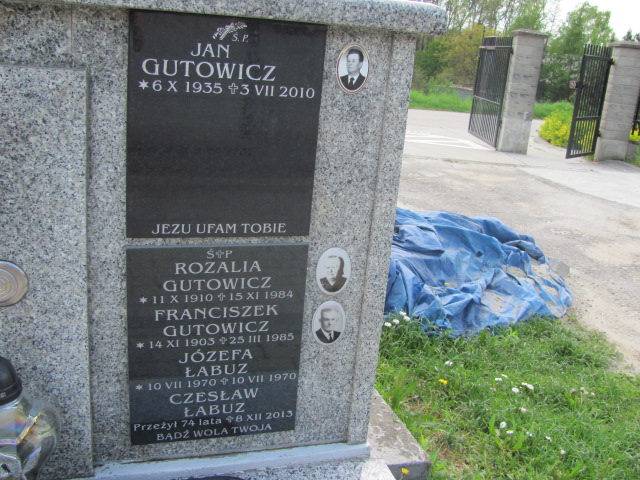 Ś.P.
JAN
GUTOWICZ
* 6 X 1935 ✝ 3 VII 2010
JEZU UFAM TOBIE
Ś✝P
ROZALIA
GUTOWICZ
* 11 X 1910 ✝ 15 XI 1984
FRANCISZEK
GUTOWICZ
* 14 XI 1903 ✝ 25 III 1985
JÓZEFA
ŁABUZ
* 10 VII 1970 ✝ 10 VII 1970
CZESŁAW
ŁABUZ
Przeżył 74 lata ✝ 8 XII 2013
BĄDŹ WOLA TWOJA